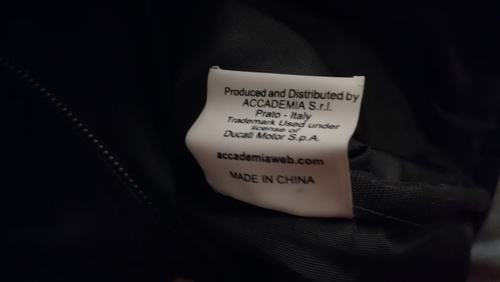 Produced and Distributed by
ACCADEMIA S.r.l.
Prato - Italy
Trademark Used under
license of
Ducati Motor S.p.A.
accademiaweb.com
MADE IN CHINA